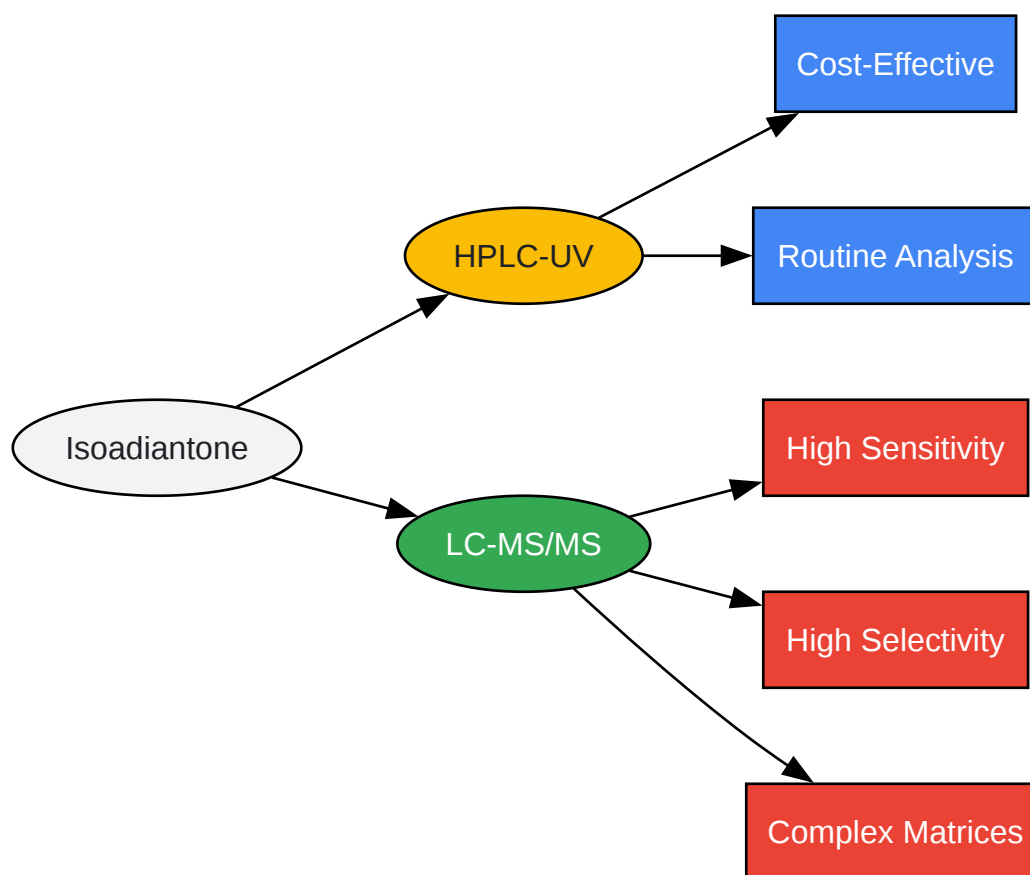 Cost-Effective
HPLC-UV
Routine Analysis
Isoadiantone
High Sensitivity
LC-MS/MS
High Selectivity
Complex Matrices